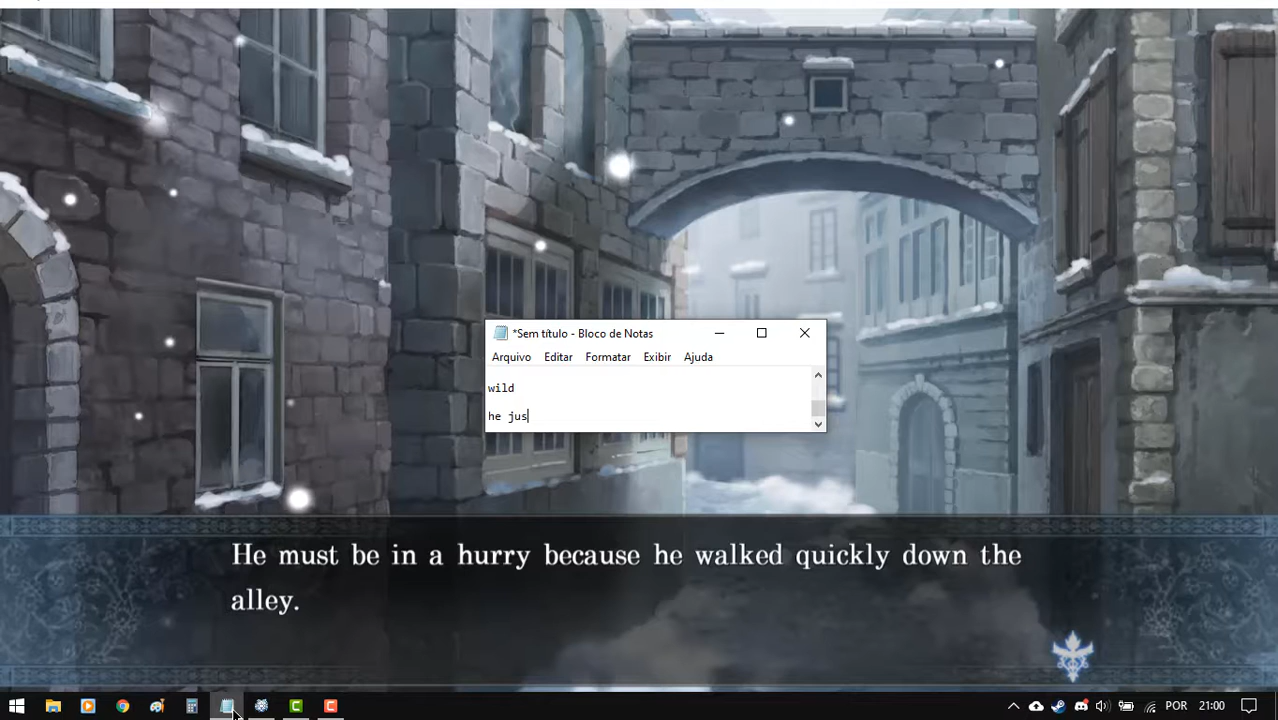 *Sem título - Bloco de Notas
Arquivo Editar Formatar Exibir Ajuda
wild
he jus
He must be in a hurry because he walked quickly down the
alley.
POR 21:00